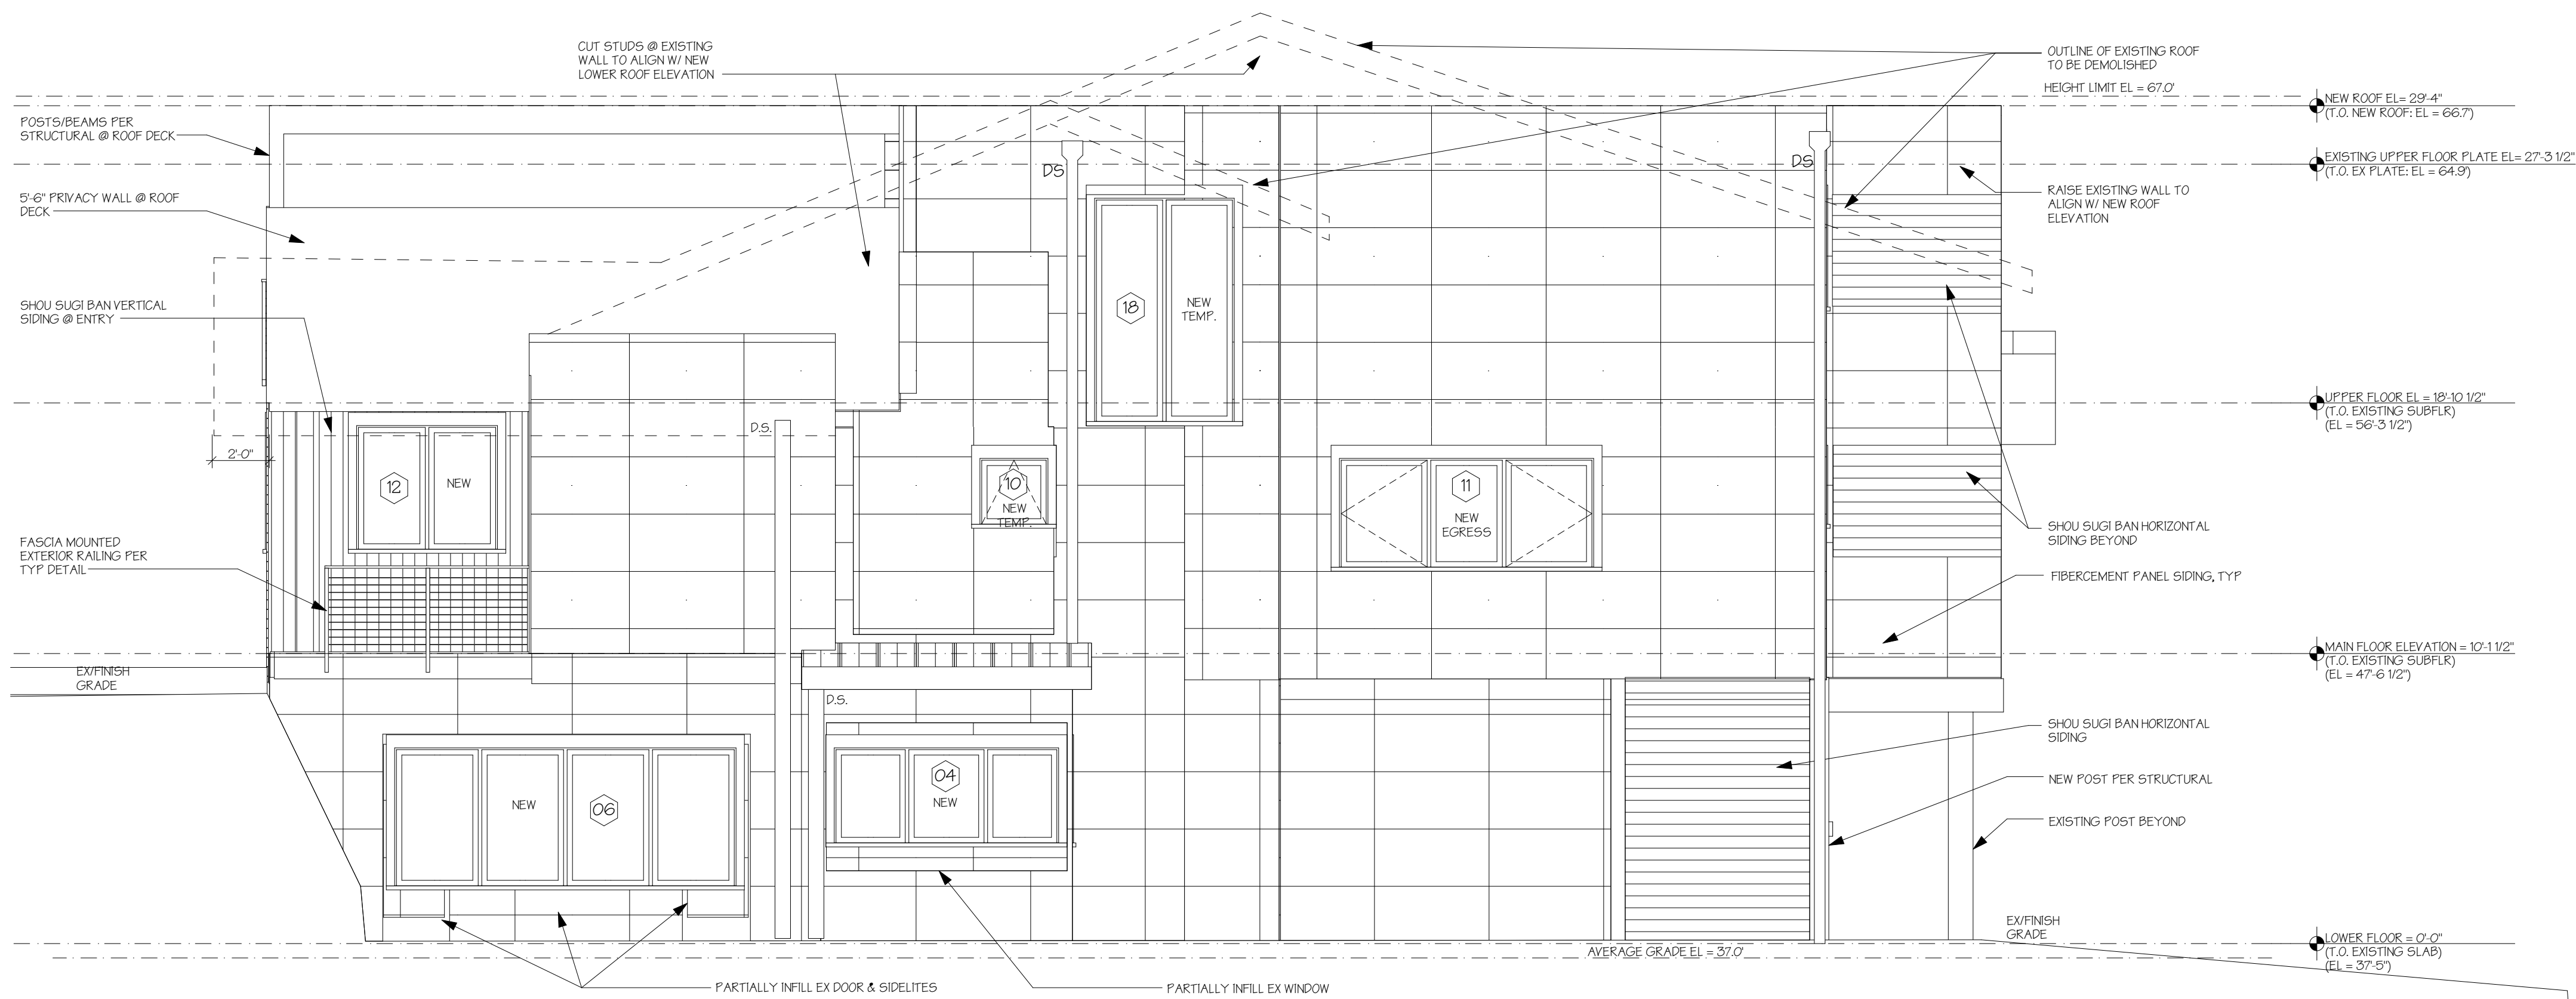 CUT STUDS @ EXISTING
WALL TO ALIGN W/ NEW
LOWER ROOF ELEVATION
OUTLINE OF EXISTING ROOF
TO BE DEMOLISHED
HEIGHT LIMIT EL = 67.0'
NEW ROOF EL= 29'-4"
(T.O. NEW ROOF: EL = 66.7')
POSTS/BEAMS PER
STRUCTURAL @ ROOF DECK
DS
DS
EXISTING UPPER FLOOR PLATE EL= 27'-3 1/2"
(T.O. EX PLATE: EL = 64.9')
5'-6" PRIVACY WALL @ ROOF
DECK
RAISE EXISTING WALL TO
ALIGN W/ NEW ROOF
ELEVATION
SHOU SUGI BAN VERTICAL
SIDING @ ENTRY
18
NEW
TEMP.
UPPER FLOOR EL = 18'-10 1/2"
(T.O. EXISTING SUBFLR)
(EL = 56'-3 1/2")
D.S.
2'-0"
12
NEW
10
NEW
TEMP.
11
NEW
EGRESS
SHOU SUGI BAN HORIZONTAL
SIDING BEYOND
FASCIA MOUNTED
EXTERIOR RAILING PER
TYP DETAIL
FIBERCEMENT PANEL SIDING, TYP
MAIN FLOOR ELEVATION = 10'-1 1/2"
(T.O. EXISTING SUBFLR)
(EL = 47'-6 1/2")
EX/FINISH
GRADE
D.S.
SHOU SUGI BAN HORIZONTAL
SIDING
NEW
06
04
NEW
NEW POST PER STRUCTURAL
EXISTING POST BEYOND
EX/FINISH
GRADE
LOWER FLOOR = 0'-0"
(T.O. EXISTING SLAB)
(EL = 37'-5")
AVERAGE GRADE EL = 37.0'
PARTIALLY INFILL EX DOOR & SIDELITES
PARTIALLY INFILL EX WINDOW